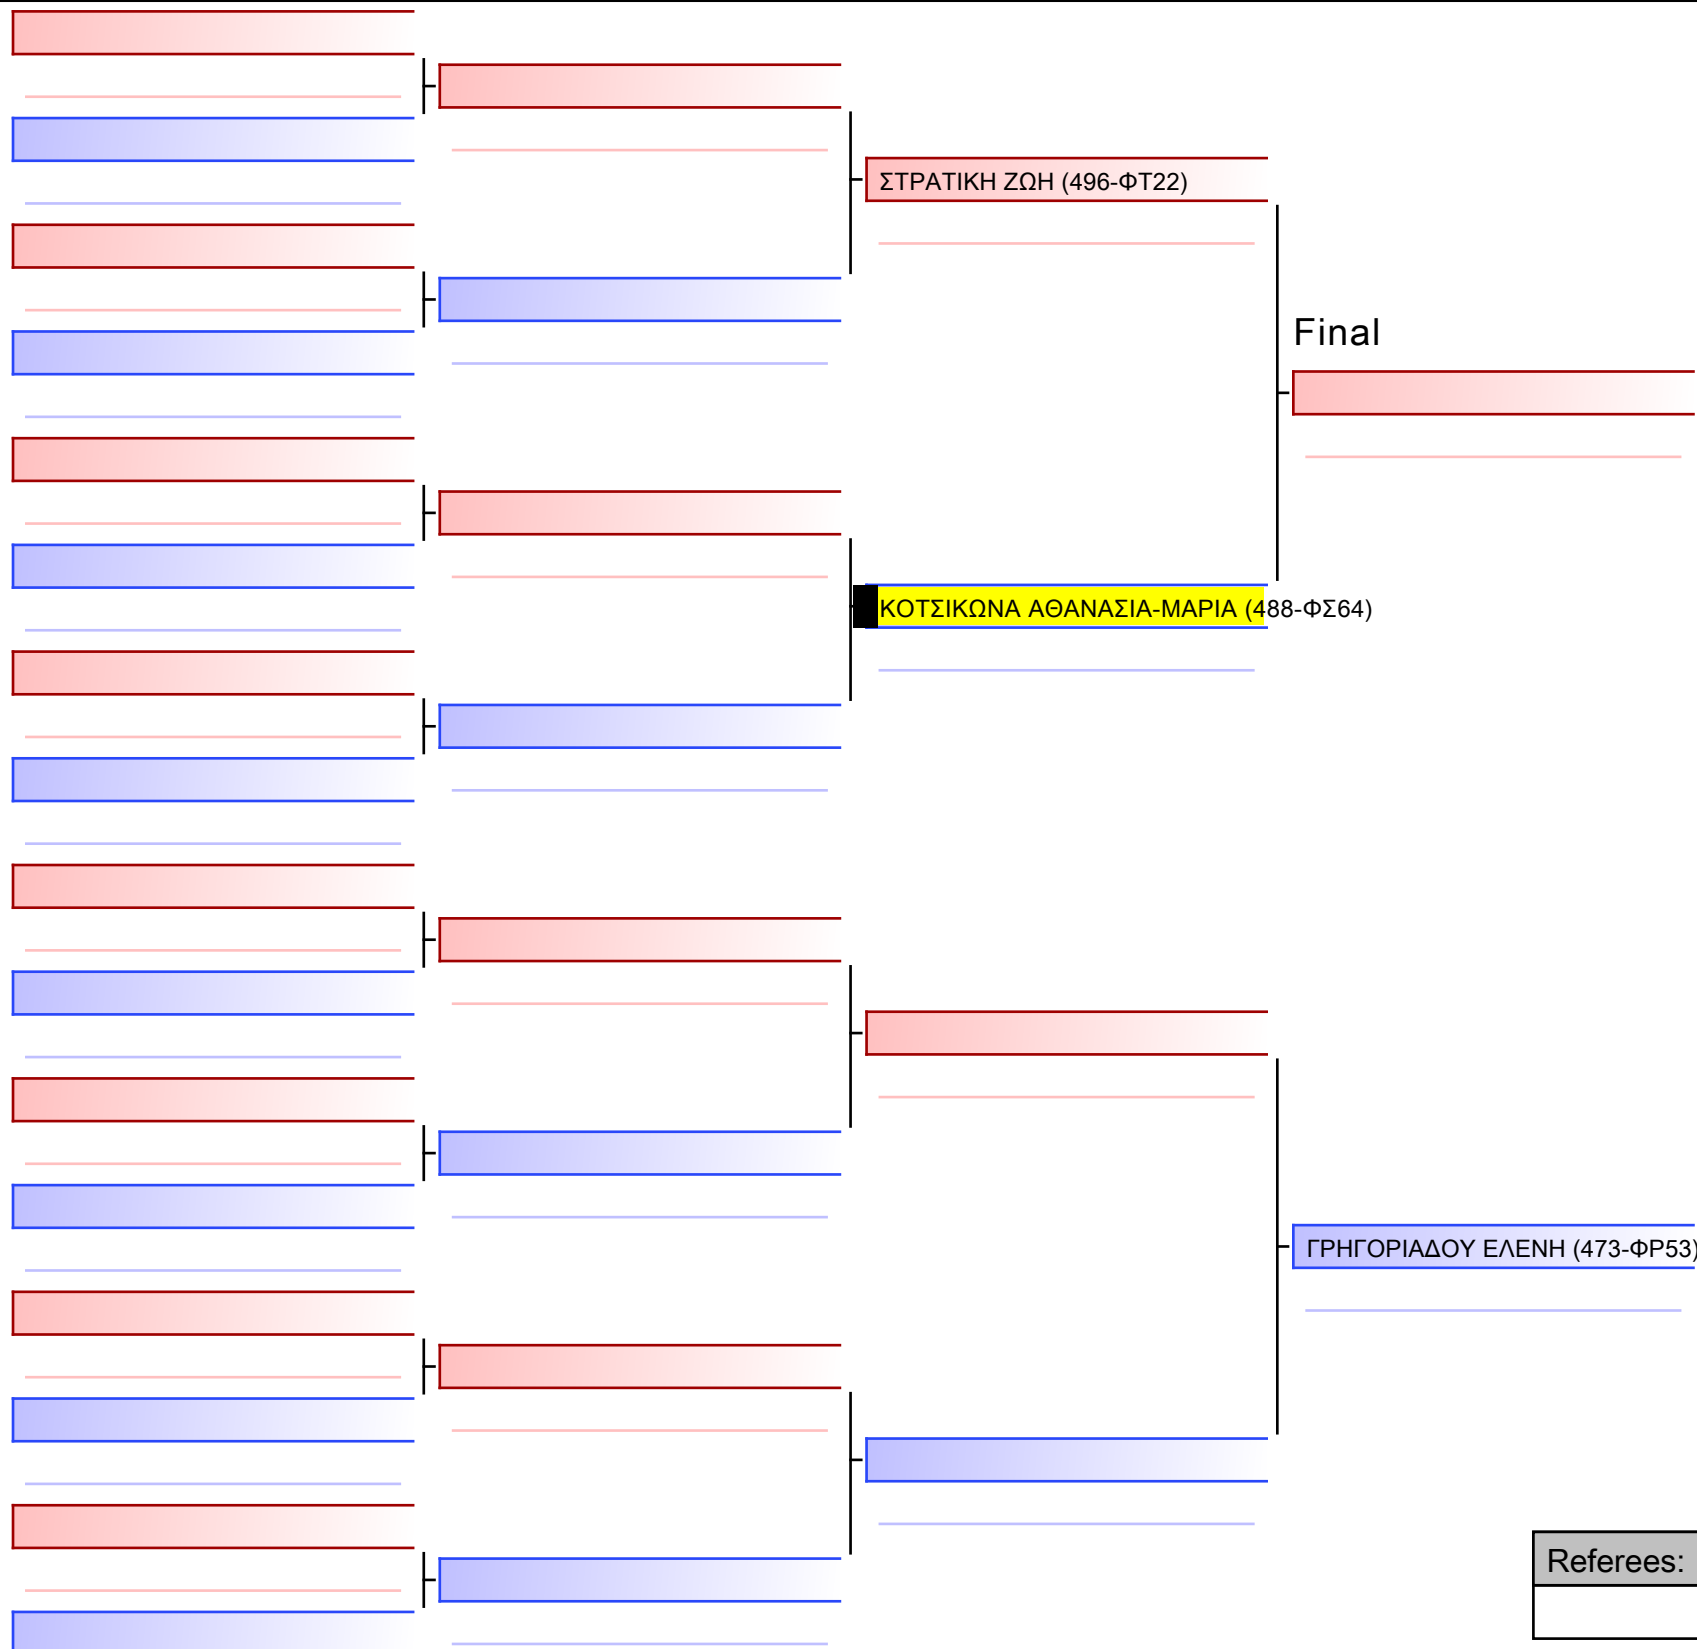 ΣΤΡΑΤΙΚΗ ΖΩΗ (496-ΦΤ22)
Final
ΚΟΤΣΙΚΩΝΑ ΑΘΑΝΑΣΙΑ-ΜΑΡΙΑ (488-ΦΣ64)
ΓΡΗΓΟΡΙΑΔΟΥ ΕΛΕΝΗ (473-ΦΡ53)
Referees: